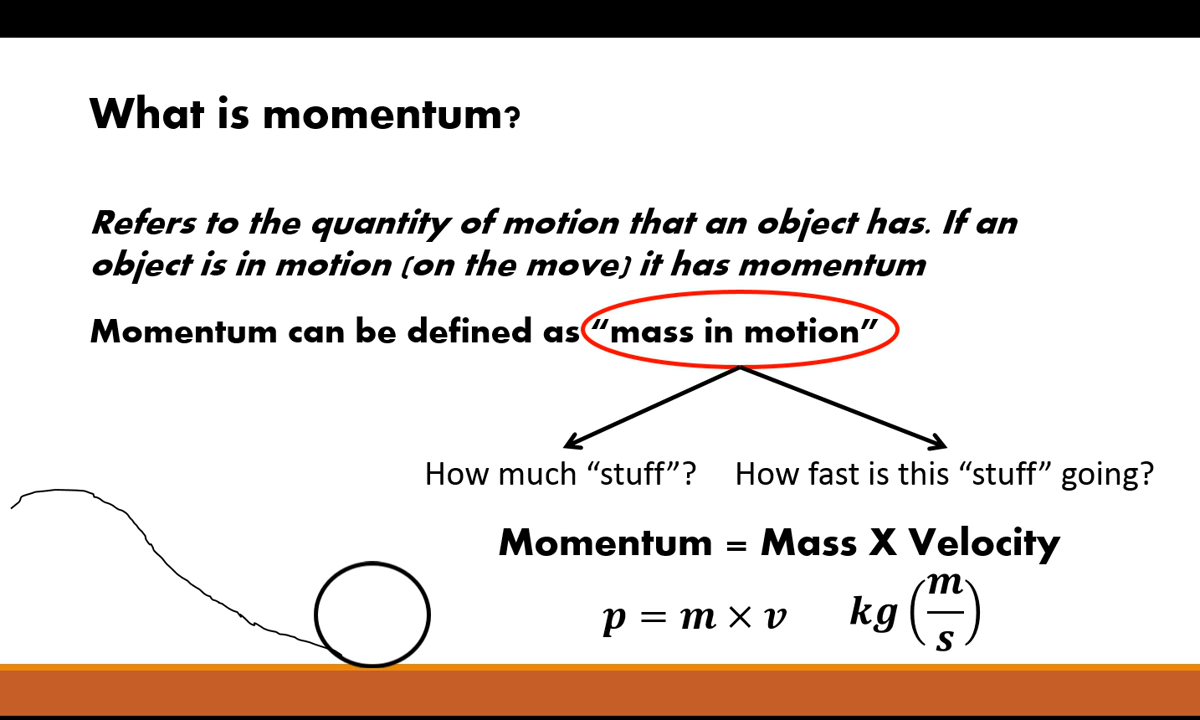 What is momentum?
Refers to the quantity of motion that an object has. If an
object is in motion (on the move) it has momentum
Momentum can be defined as “mass in motion”
How much “stuff”? How fast is this “stuff” going?
Momentum = Mass X Velocity
p = m × v kg (m/s)